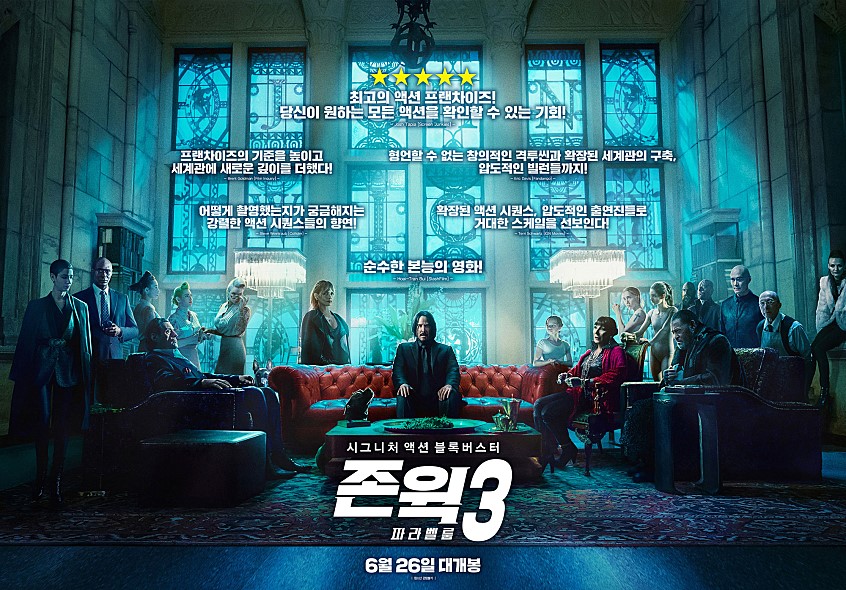 ★★★★★
최고의 액션 프랜차이즈!
당신이 원하는 모든 액션을 확인할 수 있는 기회!
프랜차이즈의 기준을 높이고
세계관에 새로운 깊이를 더했다!
형언할 수 없는 창의적인 격투씬과 확장된 세계관의 구축,
압도적인 빌런들까지!
어떻게 촬영했는지가 궁금해지는
강렬한 액션 시퀀스들의 향연!
확장된 액션 시퀀스, 압도적인 출연진들로
거대한 스케일을 선보인다!
순수한 본능의 영화!
시그니처 액션 블록버스터
존 윅 3
파라벨룸
6월 26일 대개봉